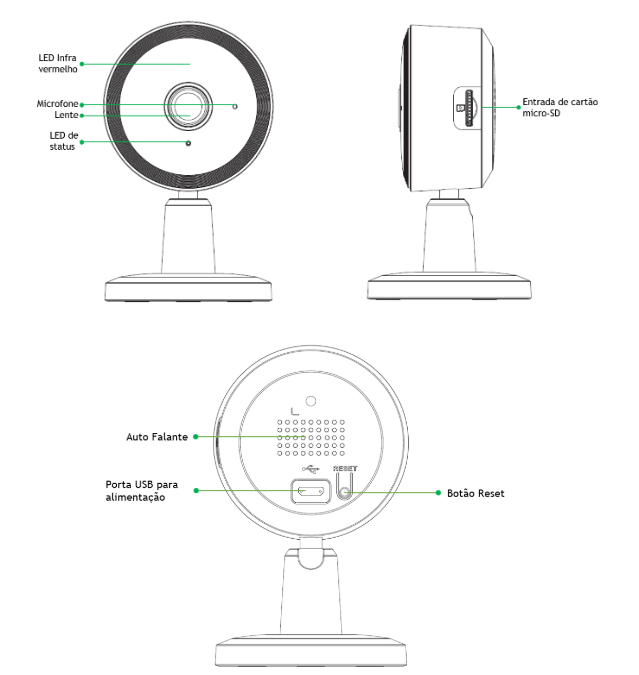 LED Infra
vermelho
Microfone
Lente
LED de
status
Entrada de cartão
micro-SD
Auto Falante
RESET
Porta USB para
alimentação
Botão Reset